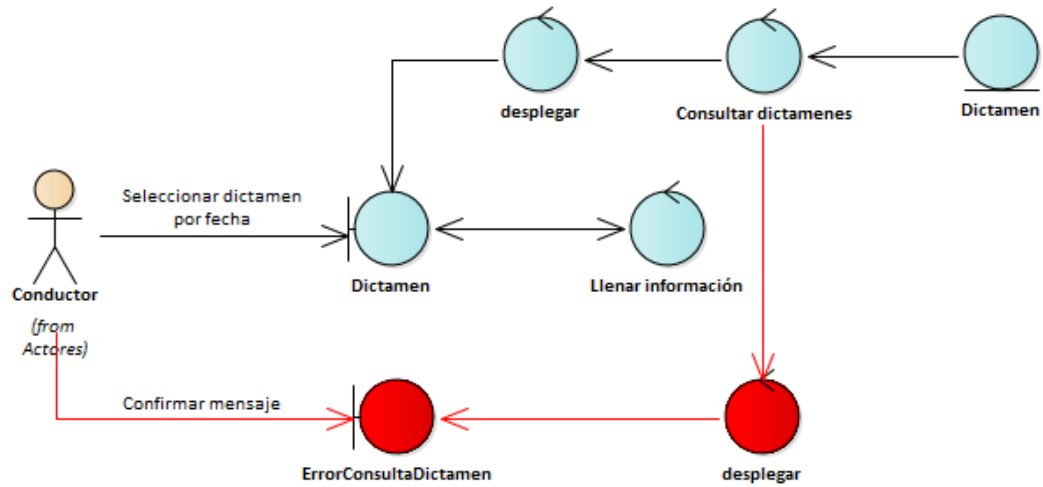 desplegar
Consultar dictamenes
Dictamen
Seleccionar dictamen
por fecha
Dictamen
Llenar información
Conductor
(from
Actores)
Confirmar mensaje
ErrorConsultaDictamen
desplegar